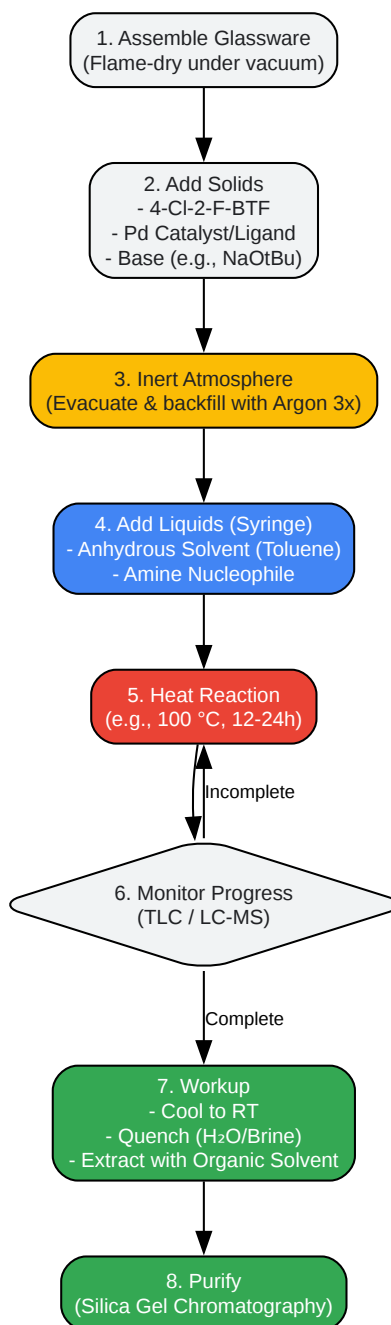 1. Assemble Glassware
(Flame-dry under vacuum)
2. Add Solids
- 4-Cl-2-F-BTF
- Pd Catalyst/Ligand
- Base (e.g., NaOtBu)
3. Inert Atmosphere
(Evacuate & backfill with Argon 3x)
4. Add Liquids (Syringe)
- Anhydrous Solvent (Toluene)
- Amine Nucleophile
5. Heat Reaction
(e.g., 100 °C, 12-24h)
Incomplete
6. Monitor Progress
(TLC / LC-MS)
Complete
7. Workup
- Cool to RT
- Quench (H₂O/Brine)
- Extract with Organic Solvent
8. Purify
(Silica Gel Chromatography)